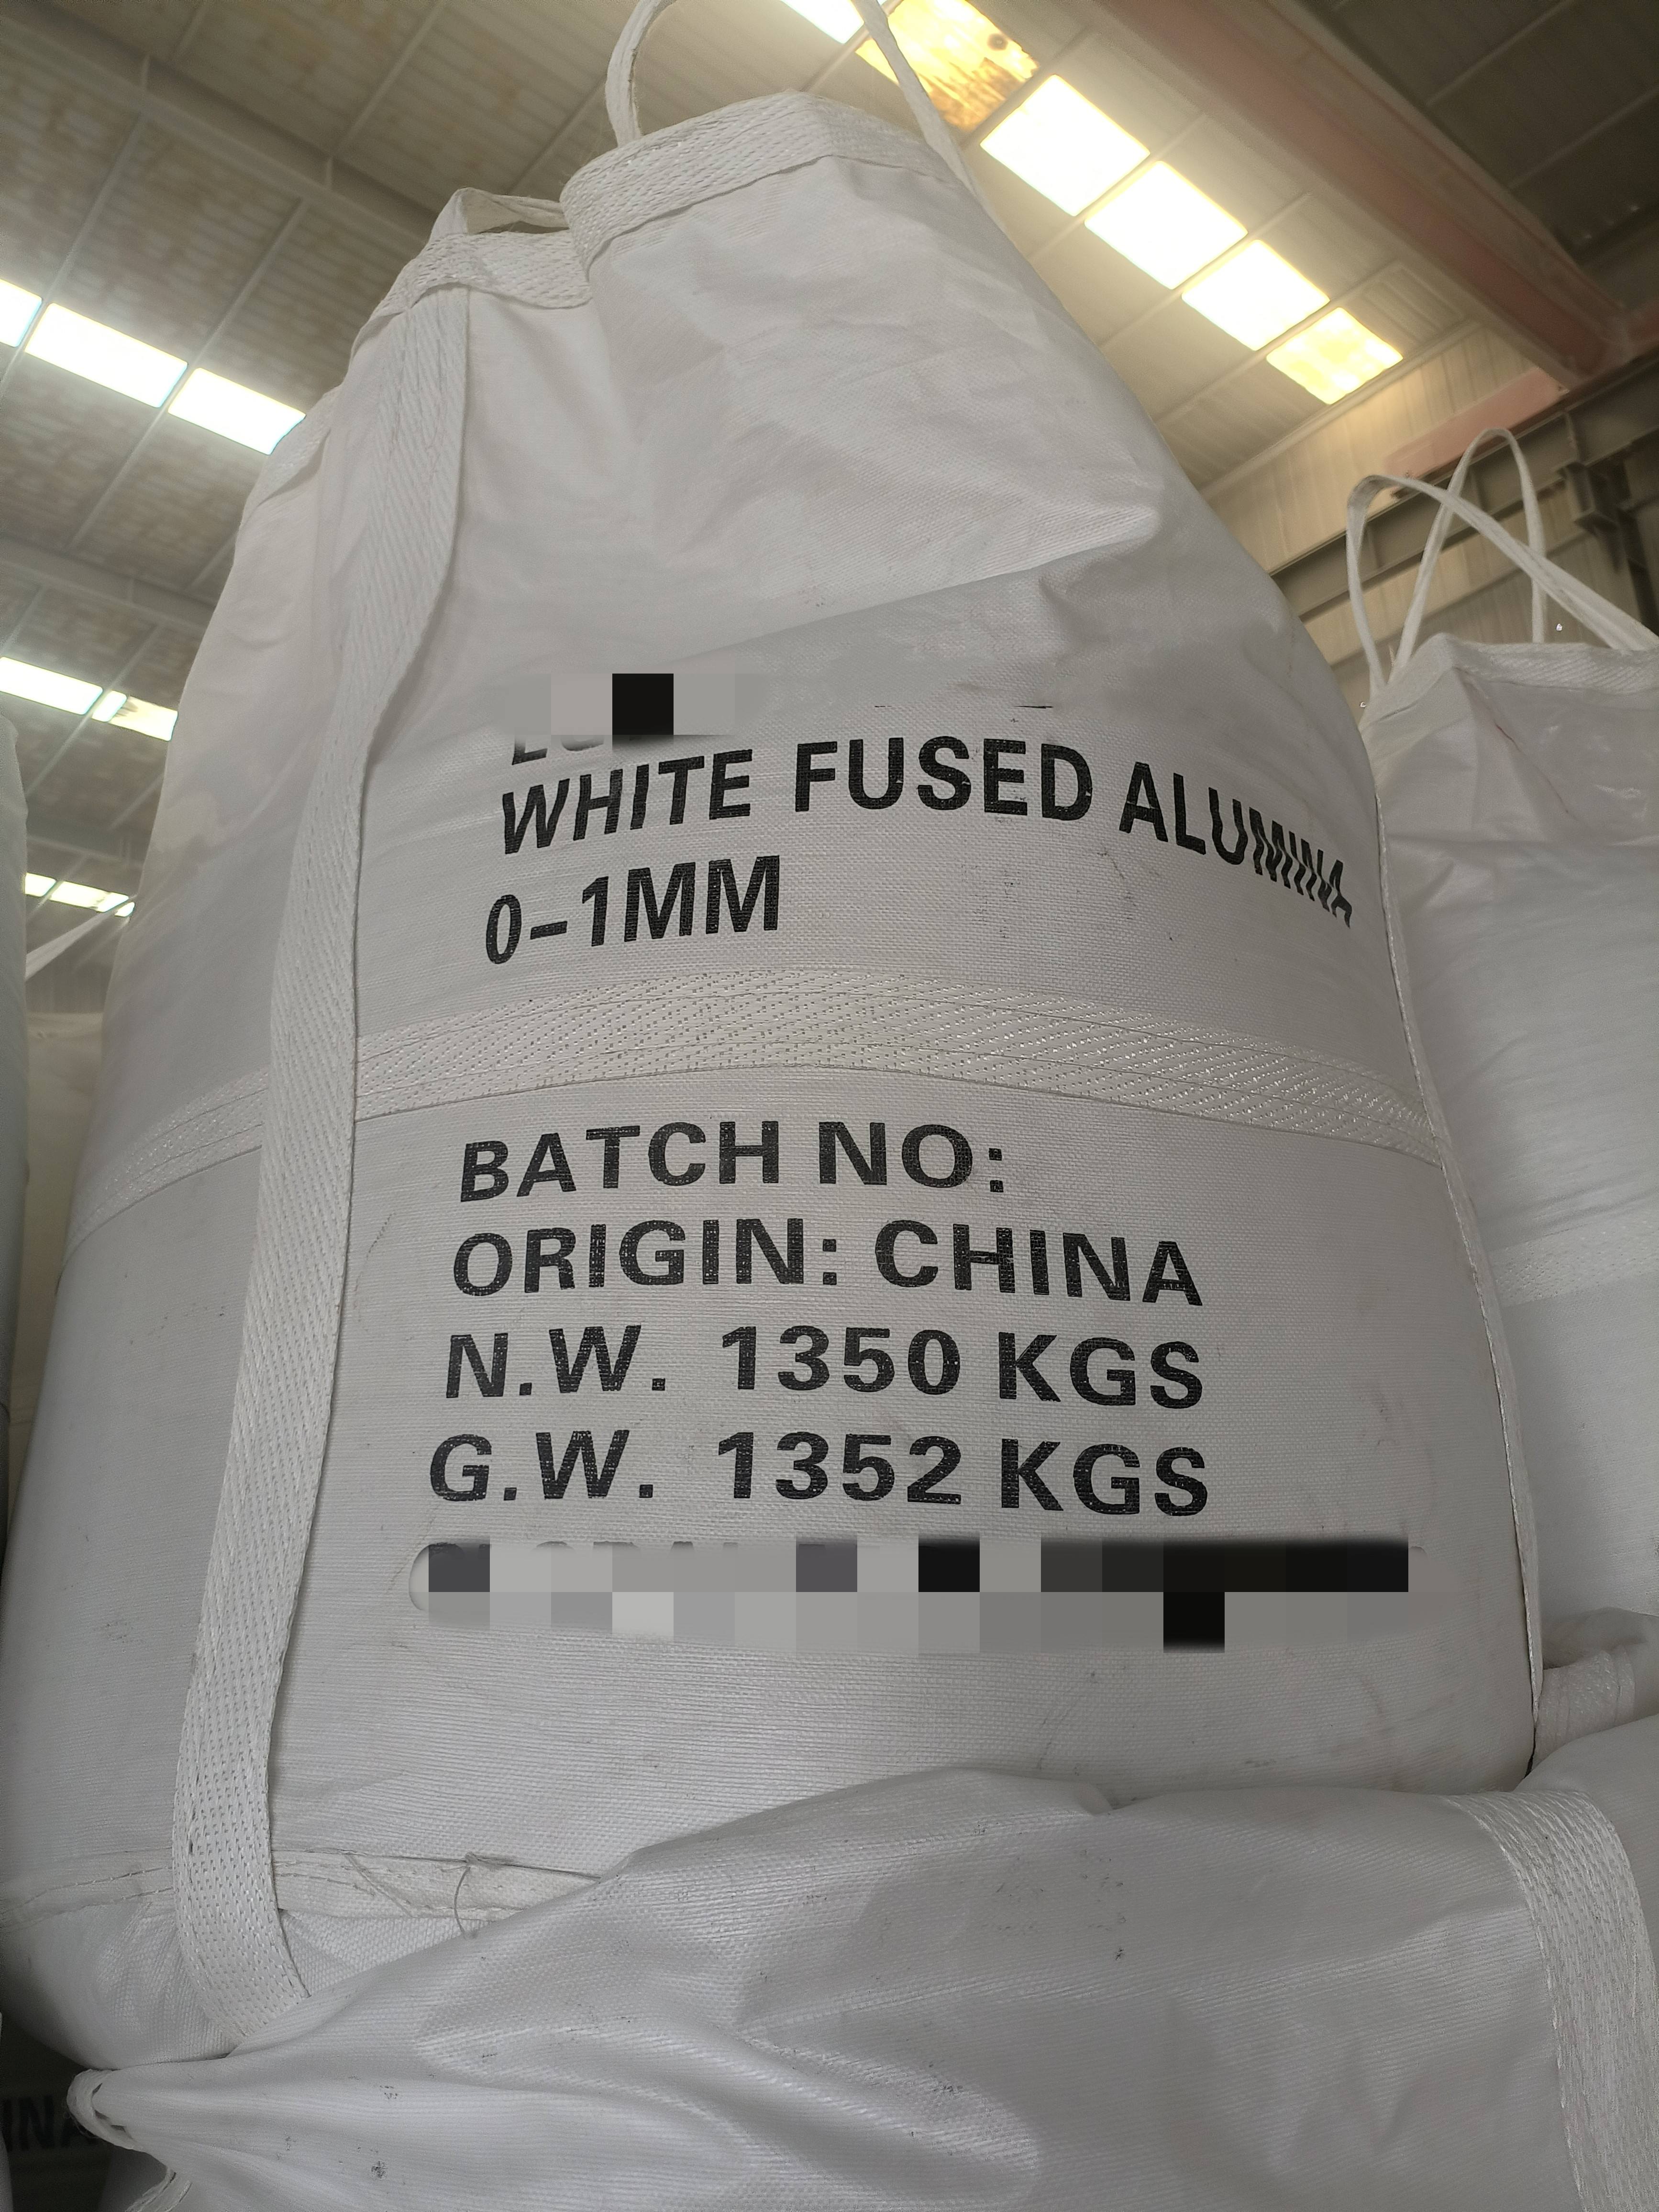 WHITE FUSED ALUMINA
0-1MM
BATCH NO:
ORIGIN: CHINA
N.W. 1350 KGS
G.W. 1352 KGS